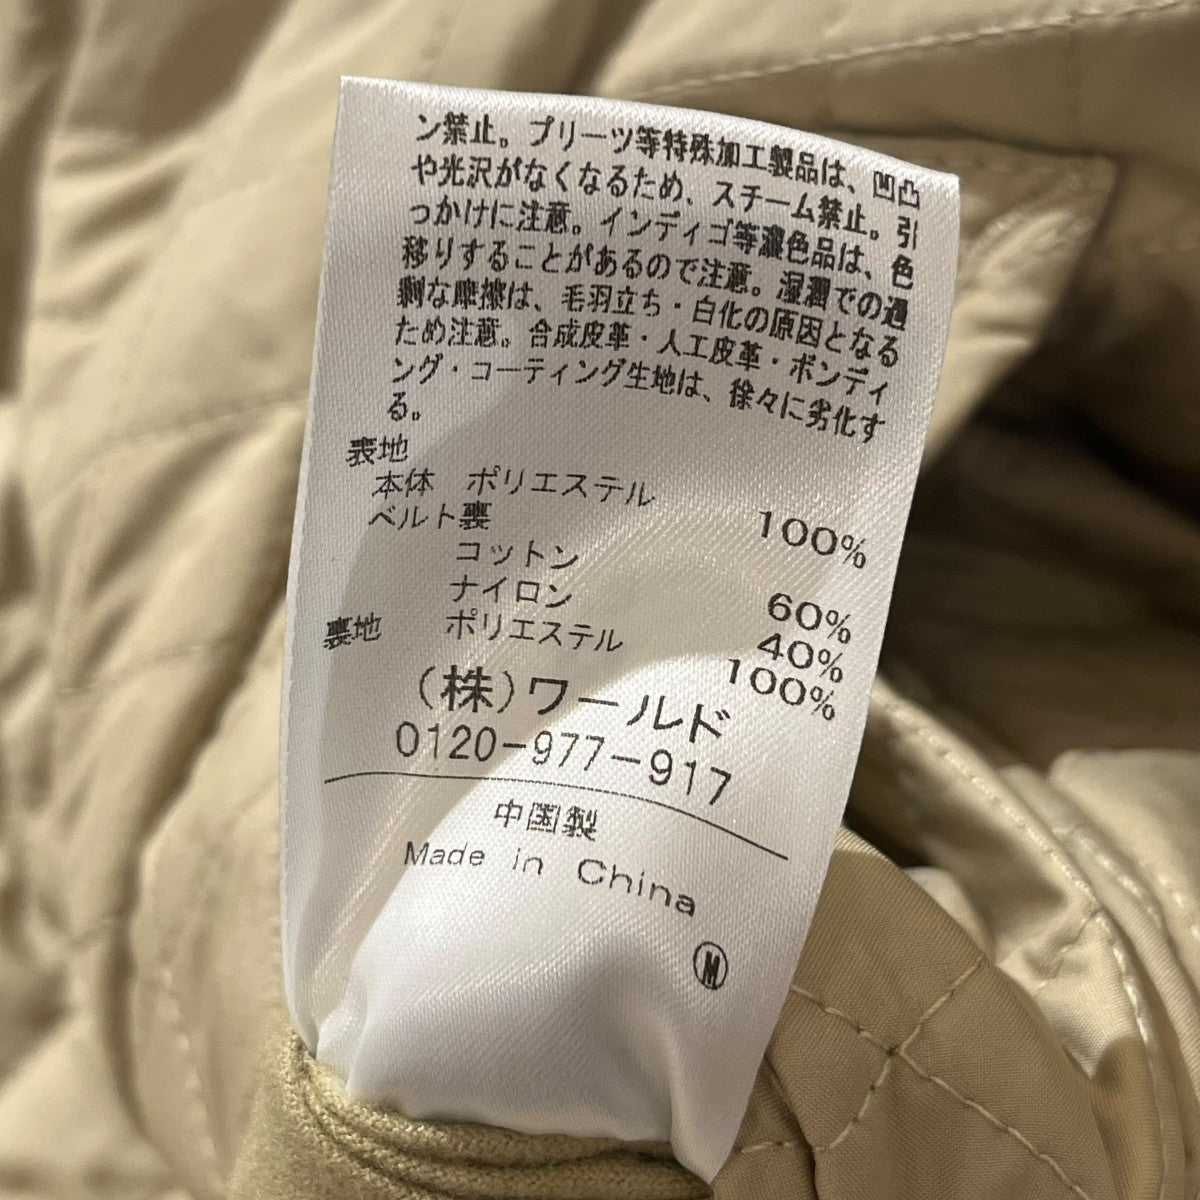 ン禁止。プリーツ等特殊加工製品は、凹凸
や光沢がなくなるため、スチーム禁止。引
っかけに注意。インディゴ等濃色品は、色
移りすることがあるので注意。湿潤での過
剰な摩擦は、毛羽立ち・白化の原因となる
ため注意。合成皮革・人工皮革・ボンディ
ング・コーティング生地は、徐々に劣化す
る。
表地
本体 ポリエステル 100%
ベルト裏
コットン 60%
ナイロン 40%
裏地 ポリエステル 100%
(株)ワールド
0120-977-917
中国製
Made in China
M